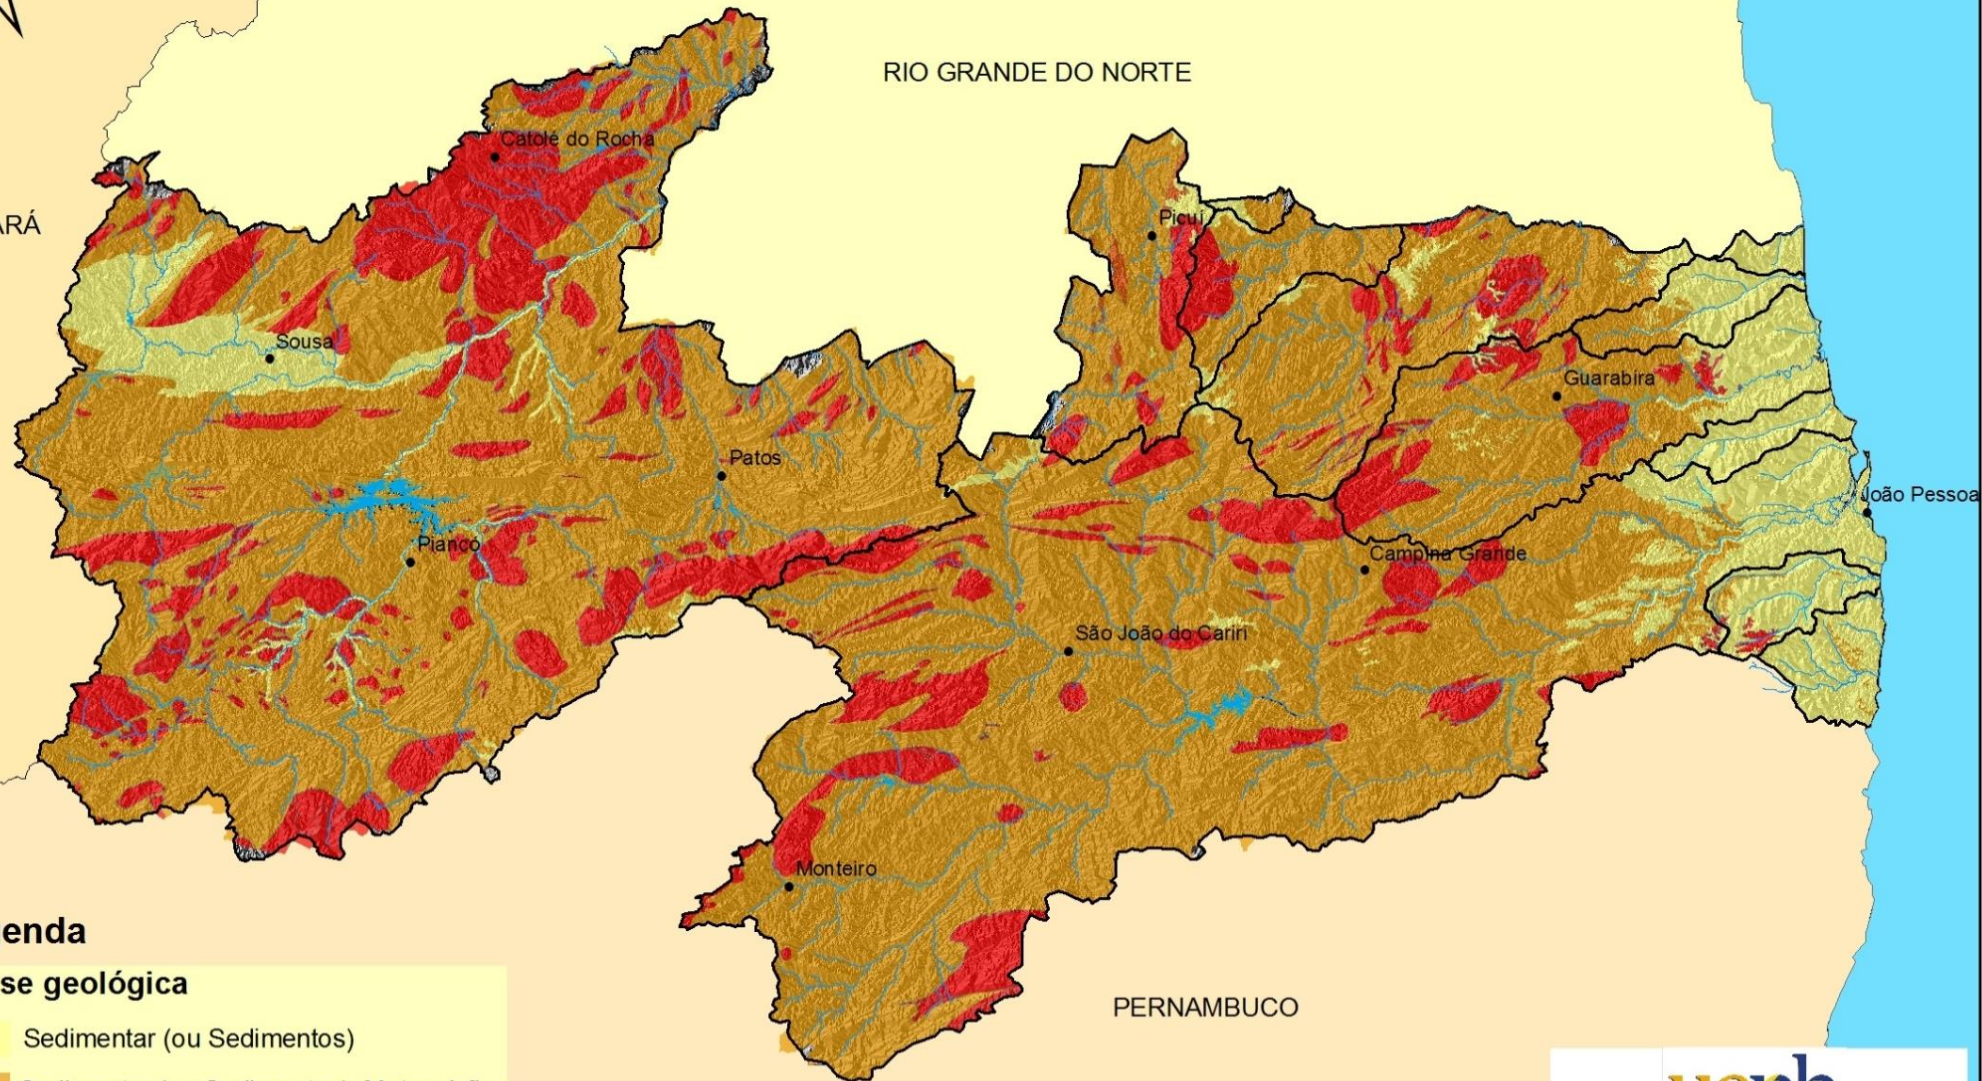 RIO GRANDE DO NORTE
Catolé do Rocha
ARÁ
Picuí
Sousa
Guarabira
Patos
João Pessoa
Piancó
Campina Grande
São João do Cariri
Monteiro
PERNAMBUCO
enda
se geológica
Sedimentar (ou Sedimentos)